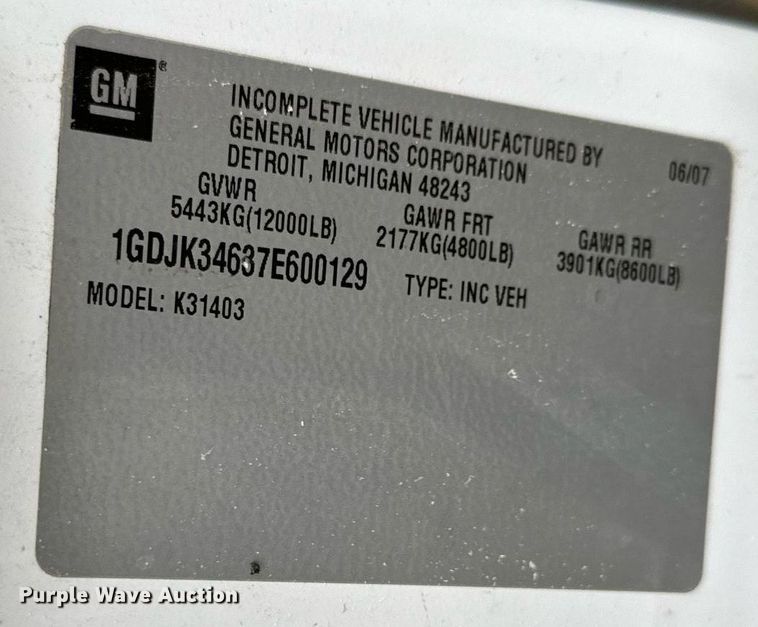 GM®
INCOMPLETE VEHICLE MANUFACTURED BY
GENERAL MOTORS CORPORATION
DETROIT, MICHIGAN 48243
06/07
GVWR
5443KG(12000LB)
GAWR FRT
2177KG(4800LB)
GAWR RR
3901KG(8600LB)
1GDJK34637E600129
TYPE: INC VEH
MODEL: K31403
Purple Wave Auction